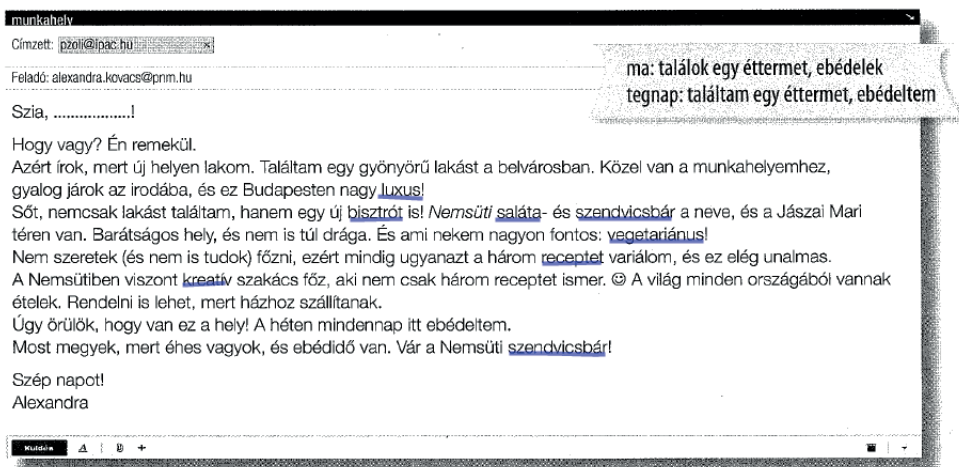 munkahely
Címzett: pzoli@ipac.hu ×
Feladó: alexandra.kovacs@pnm.hu
ma: találok egy éttermet, ebédelek
tegnap: találtam egy éttermet, ebédeltem
Szia, ..................!
Hogy vagy? Én remekül.
Azért írok, mert új helyen lakom. Találtam egy gyönyörű lakást a belvárosban. Közel van a munkahelyemhez,
gyalog járok az irodába, és ez Budapesten nagy luxus!
Sőt, nemcsak lakást találtam, hanem egy új bisztrót is! Nemsüti saláta- és szendvicsbár a neve, és a Jászai Mari
téren van. Barátságos hely, és nem is túl drága. És ami nekem nagyon fontos: vegetariánus!
Nem szeretek (és nem is tudok) főzni, ezért mindig ugyanazt a három receptet variálom, és ez elég unalmas.
A Nemsütiben viszont kreatív szakács főz, aki nem csak három receptet ismer. ☺ A világ minden országából vannak
ételek. Rendelni is lehet, mert házhoz szállítanak.
Úgy örülök, hogy van ez a hely! A héten mindennap itt ebédeltem.
Most megyek, mert éhes vagyok, és ebédidő van. Vár a Nemsüti szendvicsbár!
Szép napot!
Alexandra
Küldés A